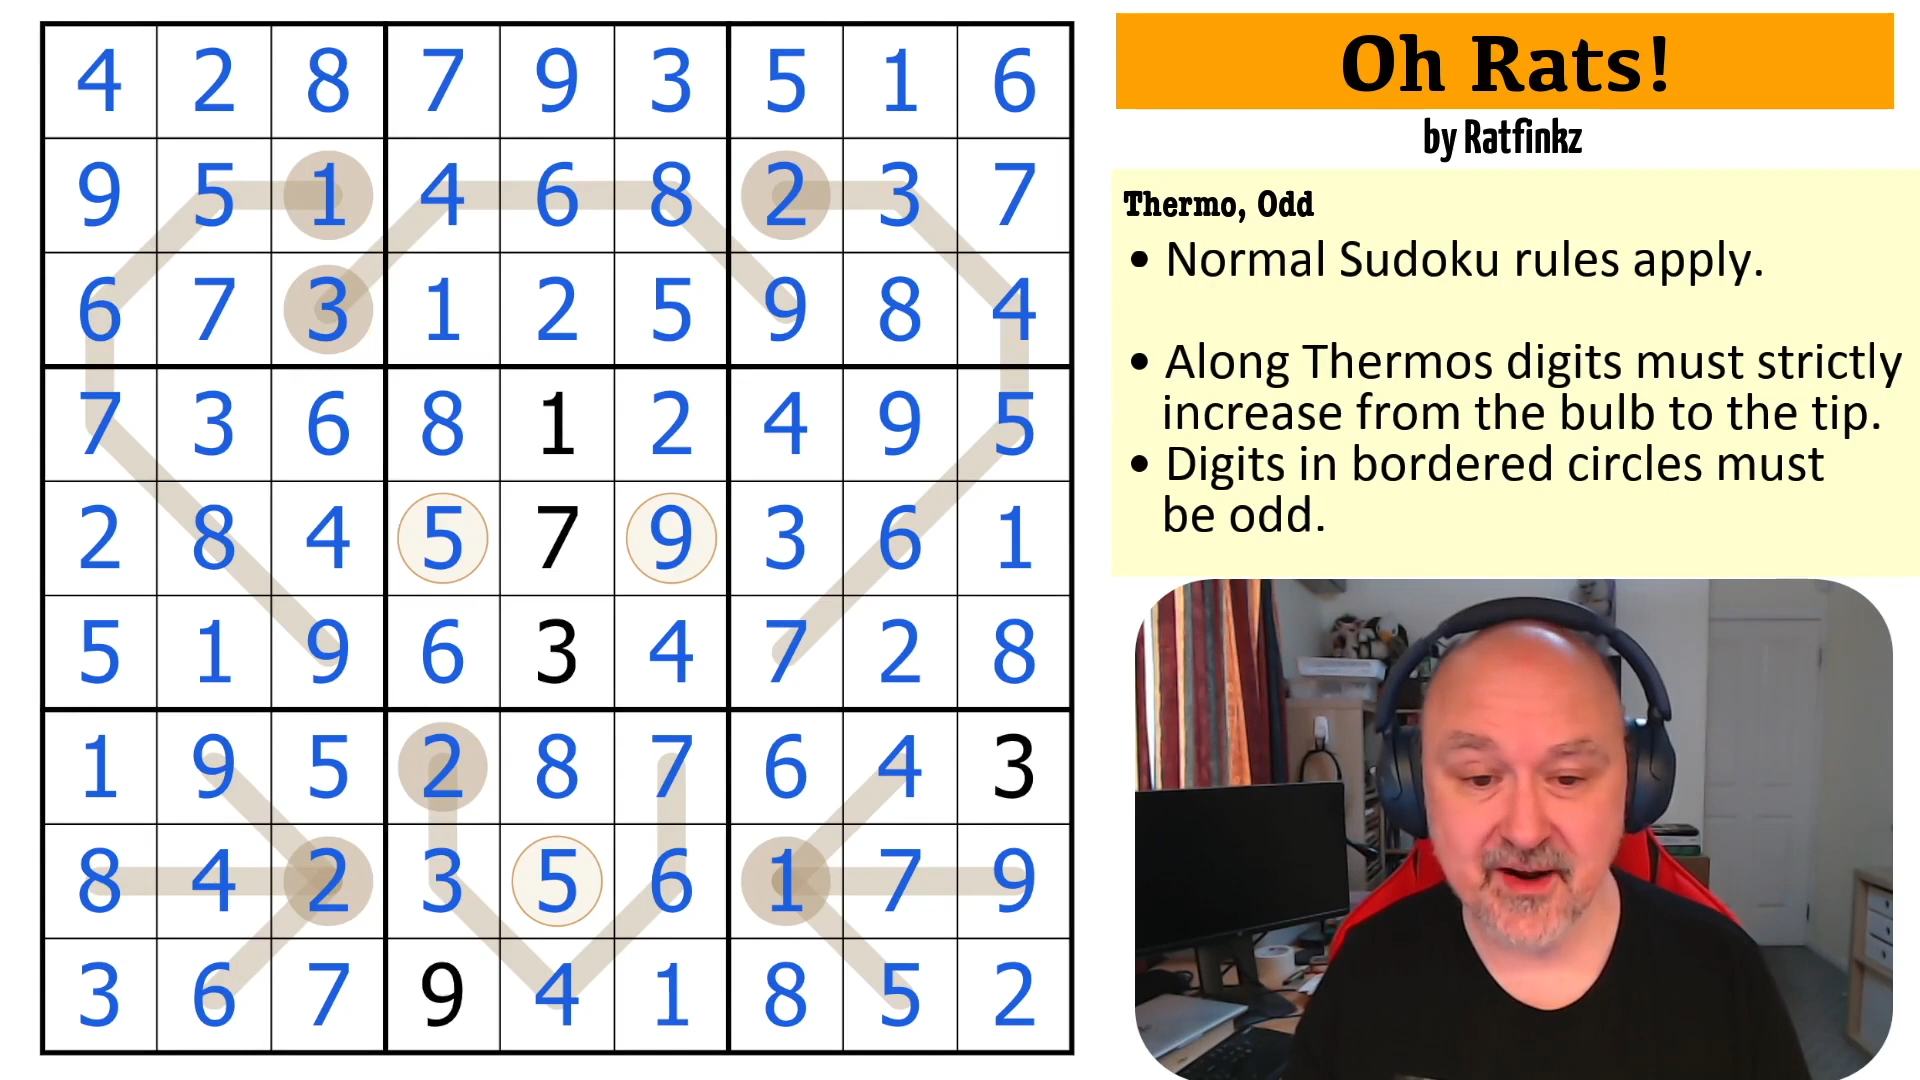 Oh Rats!
by Ratfinkz
Thermo, Odd
• Normal Sudoku rules apply.
• Along Thermos digits must strictly
increase from the bulb to the tip.
• Digits in bordered circles must
be odd.
4 2 8 7 9 3 5 1 6
9 5 1 4 6 8 2 3 7
6 7 3 1 2 5 9 8 4
7 3 6 8 1 2 4 9 5
2 8 4 5 7 9 3 6 1
5 1 9 6 3 4 7 2 8
1 9 5 2 8 7 6 4 3
8 4 2 3 5 6 1 7 9
3 6 7 9 4 1 8 5 2